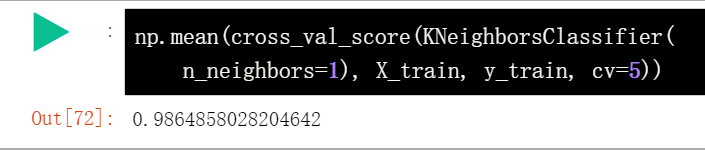 :
np.mean(cross_val_score(KNeighborsClassifier(
n_neighbors=1), X_train, y_train, cv=5))
Out[72]: 0.9864858028204642